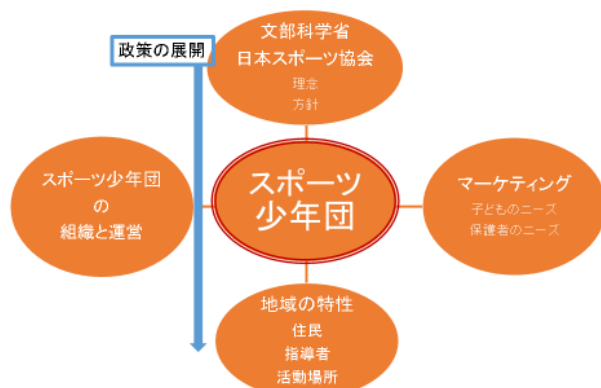 政策の展開
文部科学省
日本スポーツ協会
理念
方針
スポーツ少年団
の
組織と運営
スポーツ
少年団
マーケティング
子どものニーズ
保護者のニーズ
地域の特性
住民
指導者
活動場所